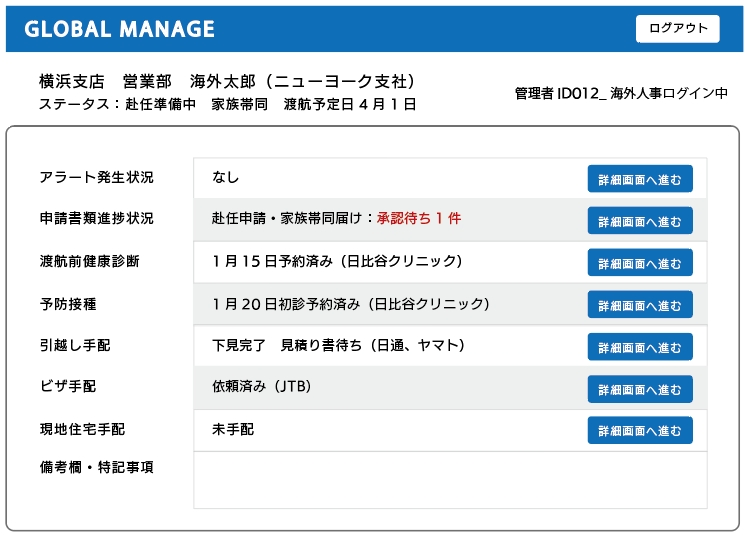 GLOBAL MANAGE
ログアウト
横浜支店　営業部　海外太郎（ニューヨーク支社）
ステータス：赴任準備中　家族帯同　渡航予定日４月１日
管理者ID012_海外人事ログイン中
アラート発生状況　なし　詳細画面へ進む
申請書類進捗状況　赴任申請・家族帯同届け：承認待ち１件　詳細画面へ進む
渡航前健康診断　１月１５日予約済み（日比谷クリニック）　詳細画面へ進む
予防接種　１月２０日初診予約済み（日比谷クリニック）　詳細画面へ進む
引越し手配　下見完了　見積り書待ち（日通、ヤマト）　詳細画面へ進む
ビザ手配　依頼済み（JTB）　詳細画面へ進む
現地住宅手配　未手配　詳細画面へ進む
備考欄・特記事項